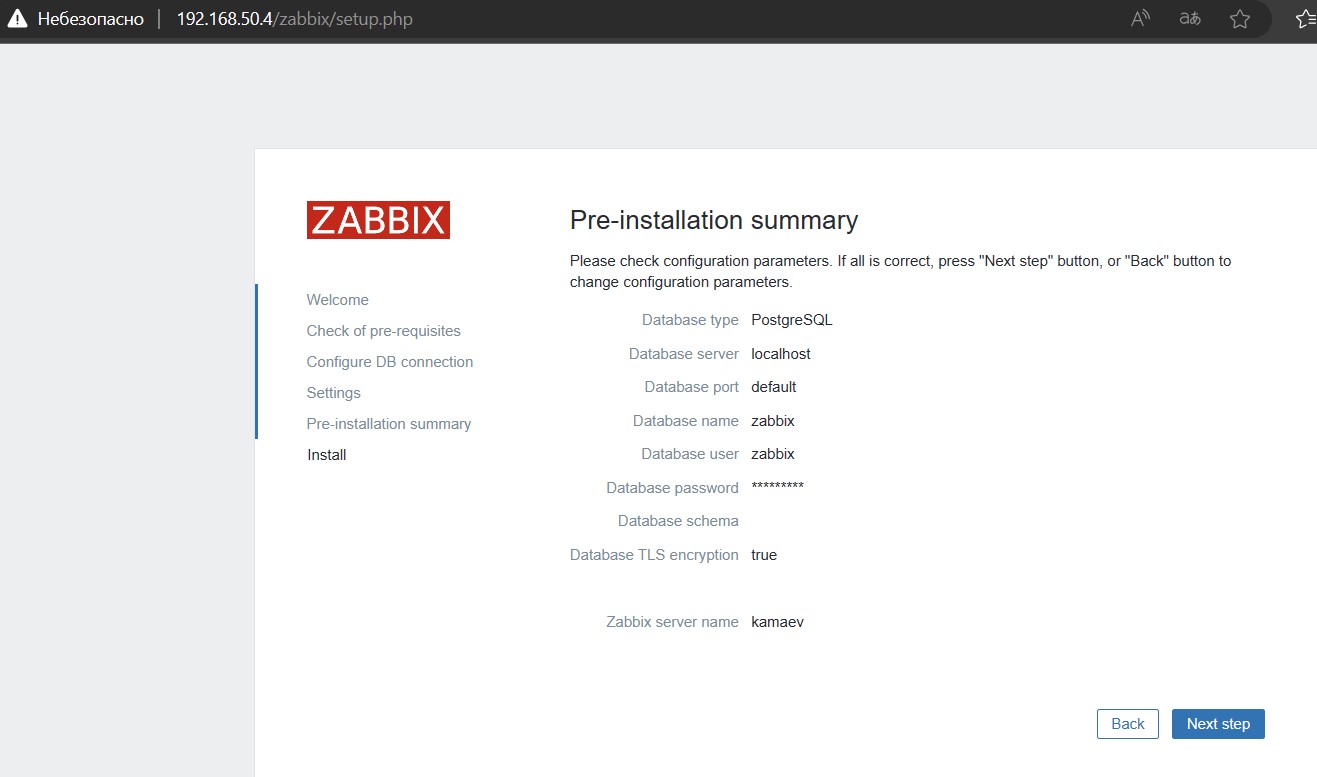 Небезопасно 192.168.50.4/zabbix/setup.php
ZABBIX
Welcome
Check of pre-requisites
Configure DB connection
Settings
Pre-installation summary
Install
Pre-installation summary
Please check configuration parameters. If all is correct, press "Next step" button, or "Back" button to
change configuration parameters.
Database type PostgreSQL
Database server localhost
Database port default
Database name zabbix
Database user zabbix
Database password *********
Database schema
Database TLS encryption true
Zabbix server name kamaev
Back Next step